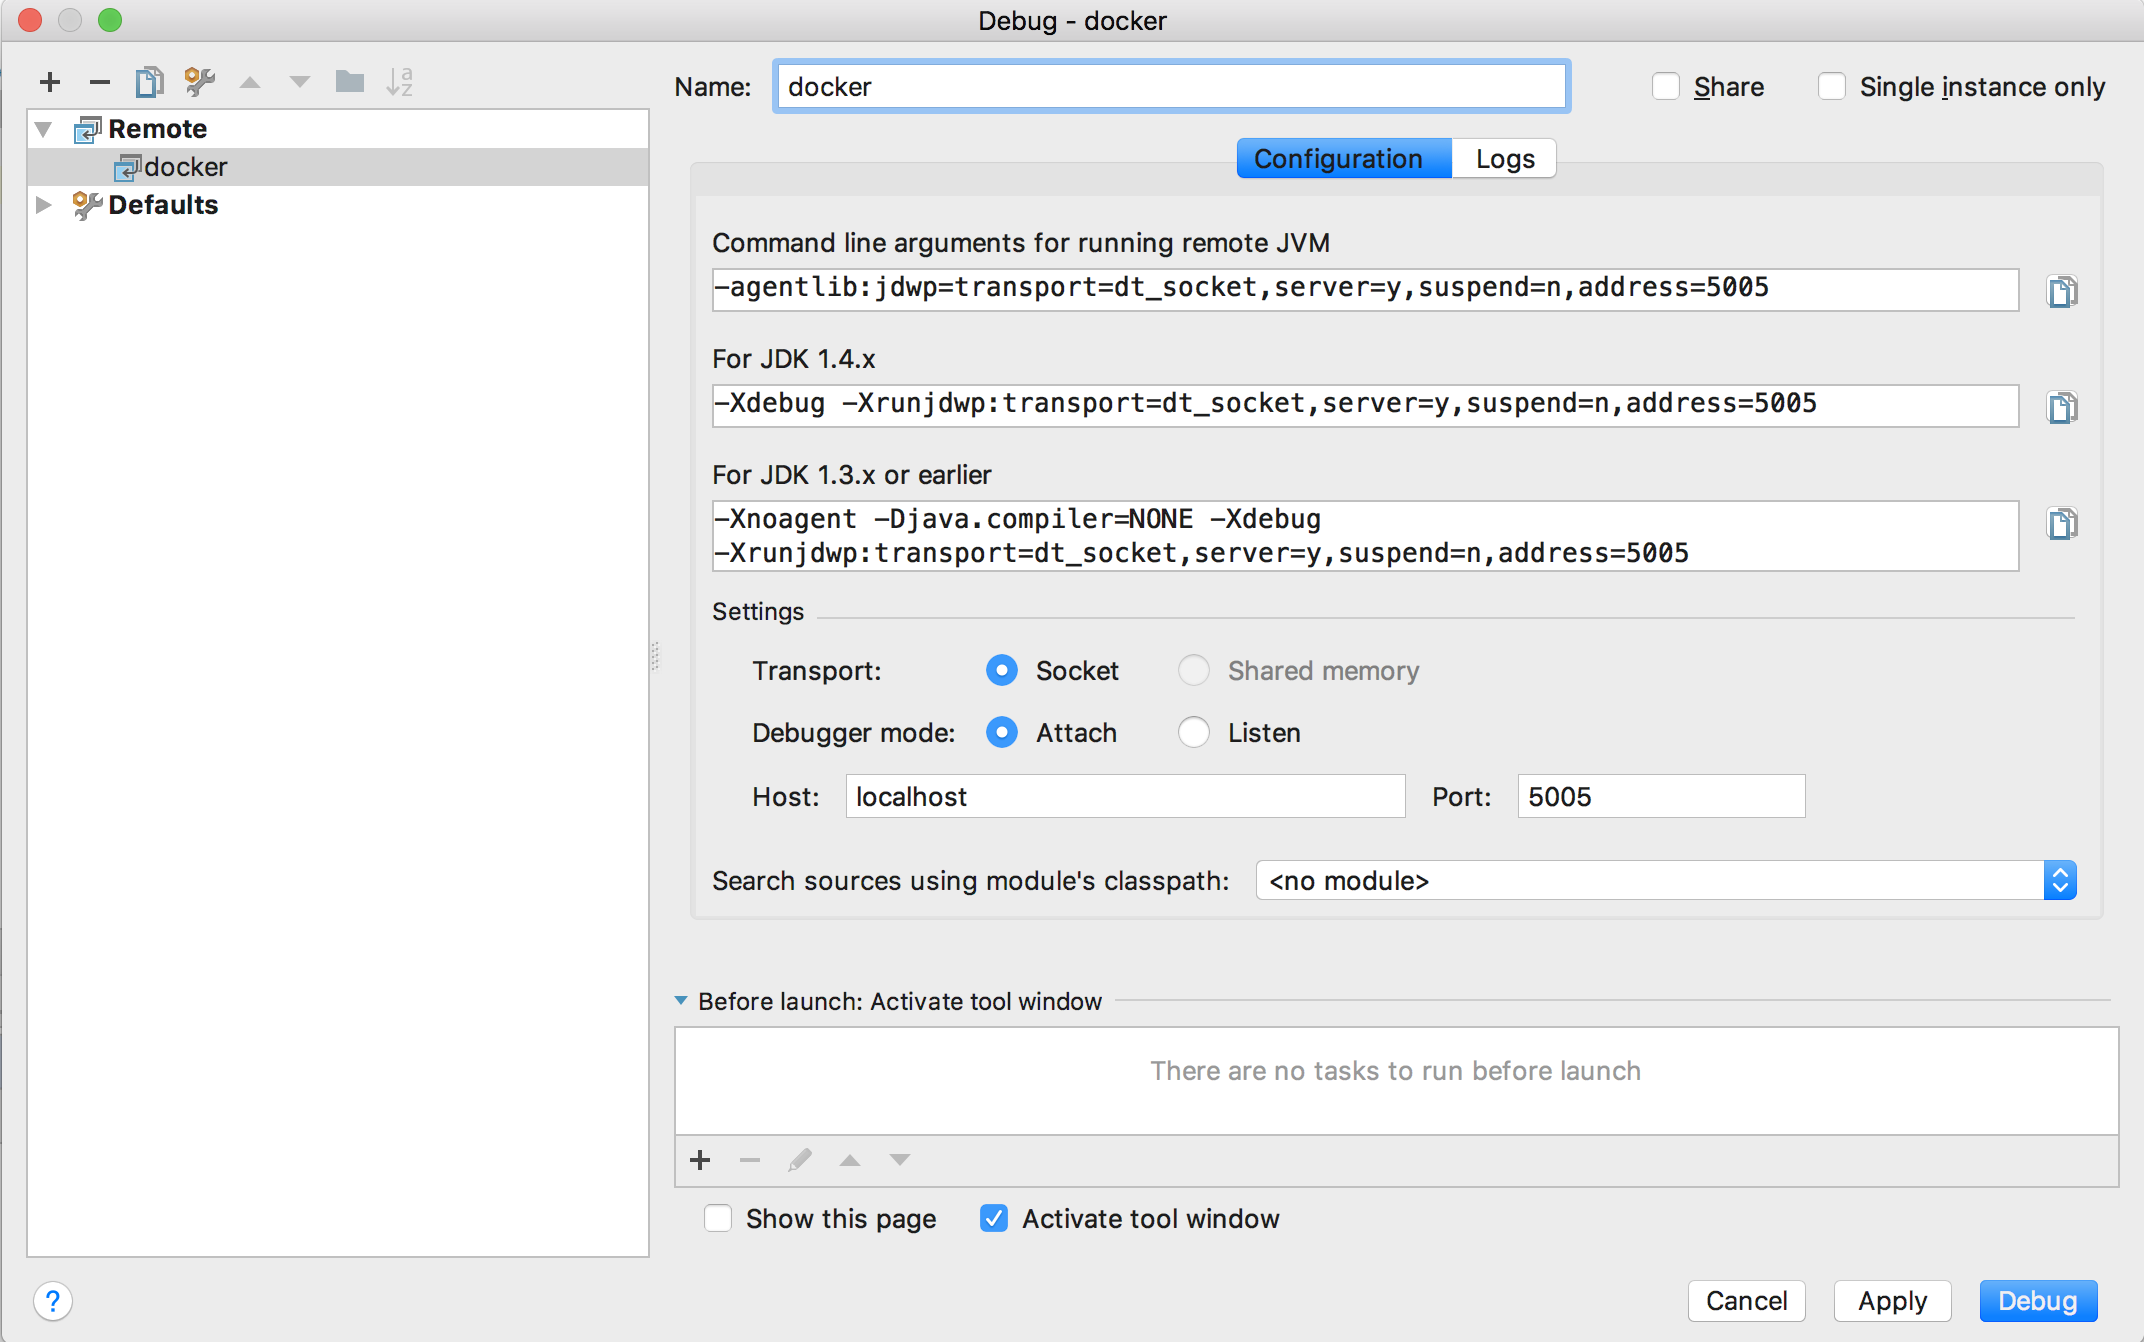 Debug - docker
Name: docker
Share
Single instance only
Remote
docker
Defaults
Configuration
Logs
Command line arguments for running remote JVM
-agentlib:jdwp=transport=dt_socket,server=y,suspend=n,address=5005
For JDK 1.4.x
-Xdebug -Xrunjdwp:transport=dt_socket,server=y,suspend=n,address=5005
For JDK 1.3.x or earlier
-Xnoagent -Djava.compiler=NONE -Xdebug
-Xrunjdwp:transport=dt_socket,server=y,suspend=n,address=5005
Settings
Transport: Socket Shared memory
Debugger mode: Attach Listen
Host: localhost Port: 5005
Search sources using module's classpath: <no module>
Before launch: Activate tool window
There are no tasks to run before launch
Show this page Activate tool window
? Cancel Apply Debug